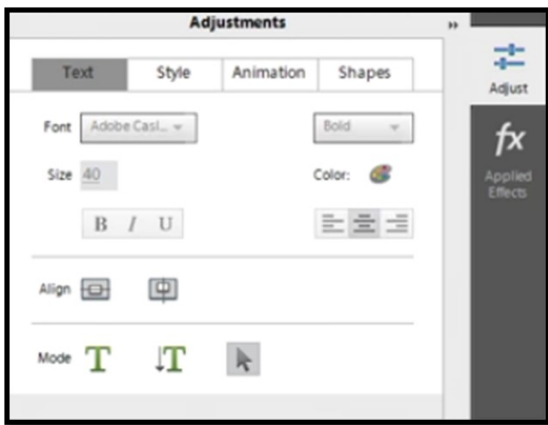 Adjustments
Text Style Animation Shapes
Adjust
Font Adobe Casl... Bold
Size 40 Color:
fx
Applied
Effects
B I U
Align
Mode T T